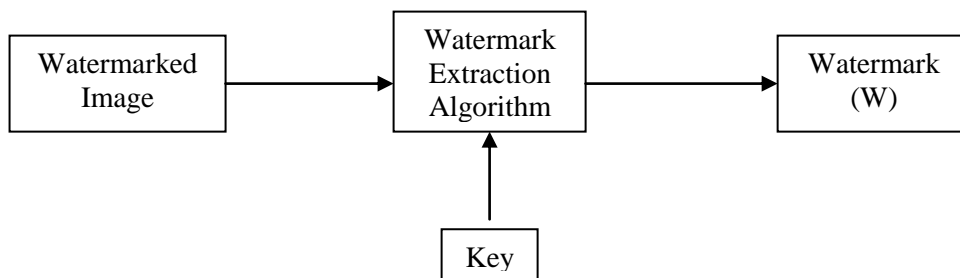 Watermarked
Image
Watermark
Extraction
Algorithm
Watermark
(W)
Key